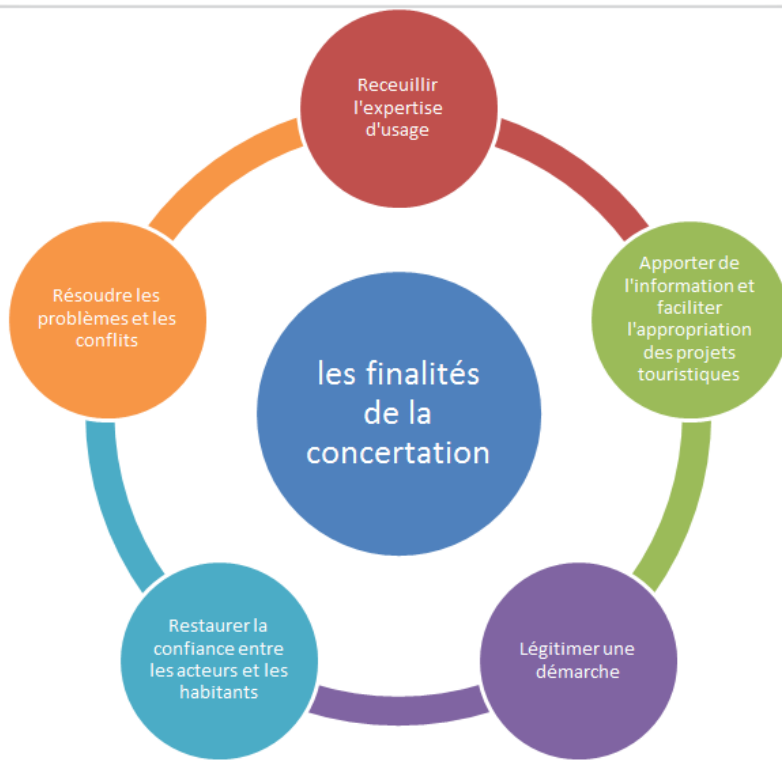 Receuillir
l'expertise
d'usage
Apporter de
l'information et
faciliter
l'appropriation
des projets
touristiques
Légitimer une
démarche
Restaurer la
confiance entre
les acteurs et les
habitants
Résoudre les
problèmes et les
conflits
les finalités
de la
concertation